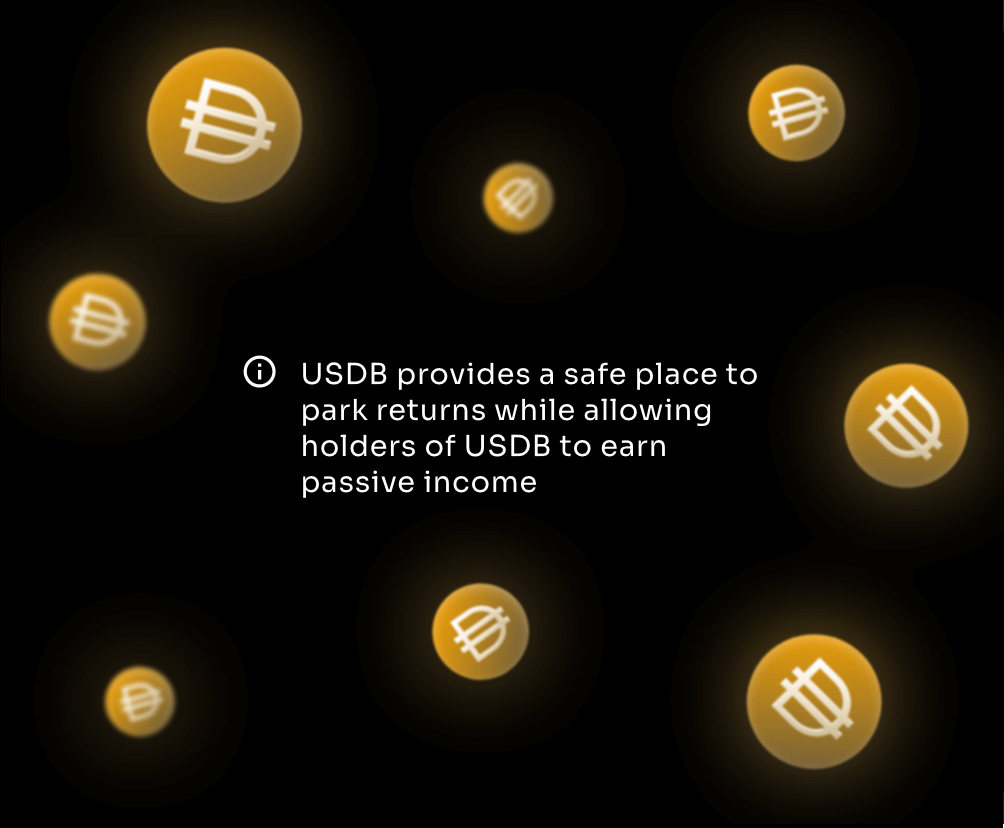 USDB provides a safe place to
park returns while allowing
holders of USDB to earn
passive income